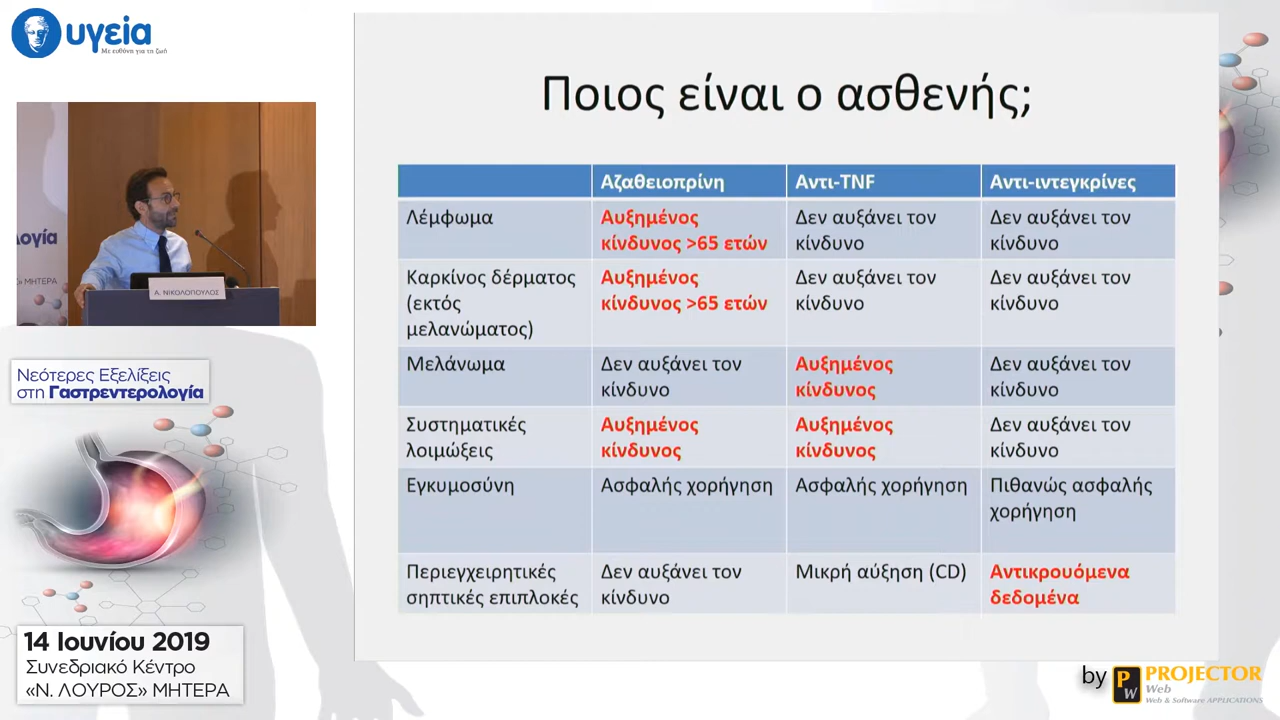 υγεία
Με ευθύνη για τη ζωή
λογία
» ΜΗΤΕΡΑ
Α. ΝΙΚΟΛΟΠΟΥΛΟΣ
Νεότερες Εξελίξεις
στη Γαστρεντερολογία
14 Ιουνίου 2019
Συνεδριακό Κέντρο
«Ν. ΛΟΥΡΟΣ» ΜΗΤΕΡΑ
Ποιος είναι ο ασθενής;
Αζαθειοπρίνη Αντι-TNF Αντι-ιντεγκρίνες
Λέμφωμα Αυξημένος Δεν αυξάνει τον Δεν αυξάνει τον
κίνδυνος >65 ετών κίνδυνο κίνδυνο
Καρκίνος δέρματος Αυξημένος Δεν αυξάνει τον Δεν αυξάνει τον
(εκτός κίνδυνος >65 ετών κίνδυνο κίνδυνο
μελανώματος)
Μελάνωμα Δεν αυξάνει τον Αυξημένος Δεν αυξάνει τον
κίνδυνο κίνδυνος κίνδυνο
Συστηματικές Αυξημένος Αυξημένος Δεν αυξάνει τον
λοιμώξεις κίνδυνος κίνδυνος κίνδυνο
Εγκυμοσύνη Ασφαλής χορήγηση Ασφαλής χορήγηση Πιθανώς ασφαλής
χορήγηση
Περιεγχειρητικές Δεν αυξάνει τον Μικρή αύξηση (CD) Αντικρουόμενα
σηπτικές επιπλοκές κίνδυνο δεδομένα
by PW PROJECTOR
Web
Web & Software APPLICATIONS